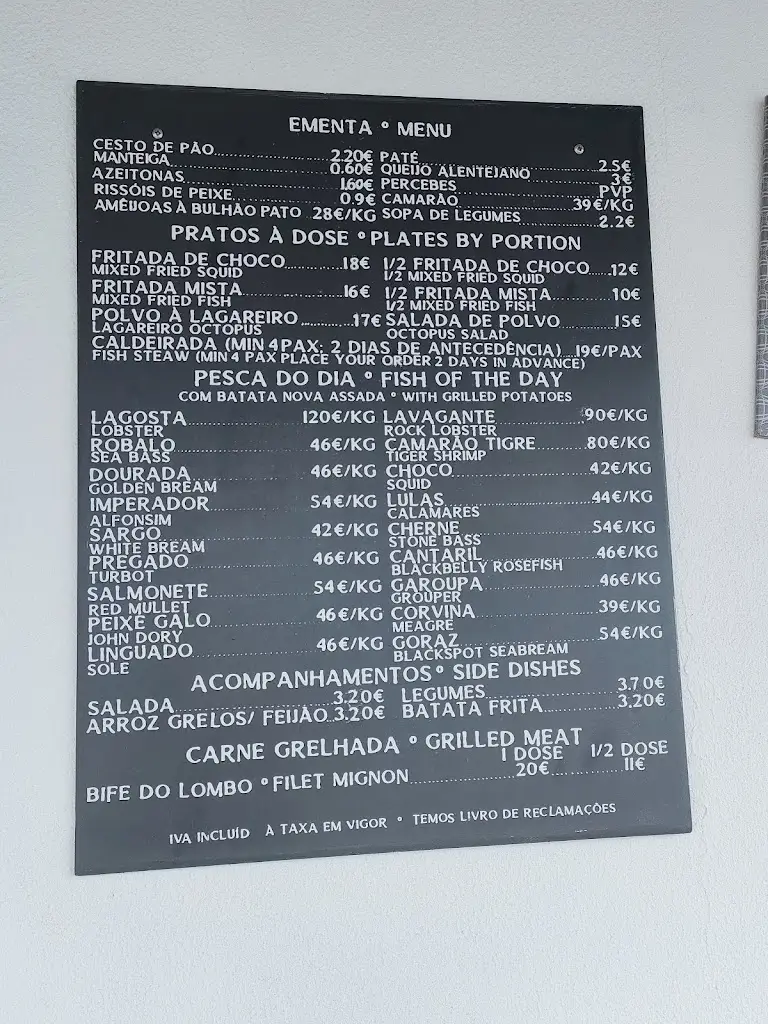 EMENTA º MENU
CESTO DE PÃO 2.20€ PATÉ 2.5€
MANTEIGA 0.60€ QUEIJO ALENTEJANO 3€
AZEITONAS 1.60€ PERCEBES PVP
RISSÓIS DE PEIXE 0.9€ CAMARÃO 39€/KG
AMÊIJOAS À BULHÃO PATO 28€/KG SOPA DE LEGUMES 2.2€
PRATOS À DOSE º PLATES BY PORTION
FRITADA DE CHOCO 18€ 1/2 FRITADA DE CHOCO 12€
MIXED FRIED SQUID 1/2 MIXED FRIED SQUID
FRITADA MISTA 16€ 1/2 FRITADA MISTA 10€
MIXED FRIED FISH 1/2 MIXED FRIED FISH
POLVO À LAGAREIRO 17€ SALADA DE POLVO 15€
LAGAREIRO OCTOPUS OCTOPUS SALAD
CALDEIRADA (MIN 4 PAX: 2 DIAS DE ANTECEDÊNCIA) 19€/PAX
FISH STEAW (MIN 4 PAX PLACE YOUR ORDER 2 DAYS IN ADVANCE)
PESCA DO DIA º FISH OF THE DAY
COM BATATA NOVA ASSADA º WITH GRILLED POTATOES
LAGOSTA 120€/KG LAVAGANTE 90€/KG
LOBSTER ROCK LOBSTER
ROBALO 46€/KG CAMARÃO TIGRE 80€/KG
SEA BASS TIGER SHRIMP
DOURADA 46€/KG CHOCO 42€/KG
GOLDEN BREAM SQUID
IMPERADOR 54€/KG LULAS 44€/KG
ALFONSIM CALAMARES
SARGO 42€/KG CHERNE 54€/KG
WHITE BREAM STONE BASS
PREGADO 46€/KG CANTARIL 46€/KG
TURBOT BLACKBELLY ROSEFISH
SALMONETE 54€/KG GAROUPA 46€/KG
RED MULLET GROUPER
PEIXE GALO 46€/KG CORVINA 39€/KG
JOHN DORY MEAGRE
LINGUADO 46€/KG GORAZ 54€/KG
SOLE BLACKSPOT SEABREAM
ACOMPANHAMENTOS º SIDE DISHES
SALADA 3.20€ LEGUMES 3.70€
ARROZ GRELOS/ FEIJÃO 3.20€ BATATA FRITA 3,20€
CARNE GRELHADA º GRILLED MEAT
1 DOSE 1/2 DOSE
BIFE DO LOMBO º FILET MIGNON 20€ 11€
IVA INCLUÍD À TAXA EM VIGOR º TEMOS LIVRO DE RECLAMAÇÕES